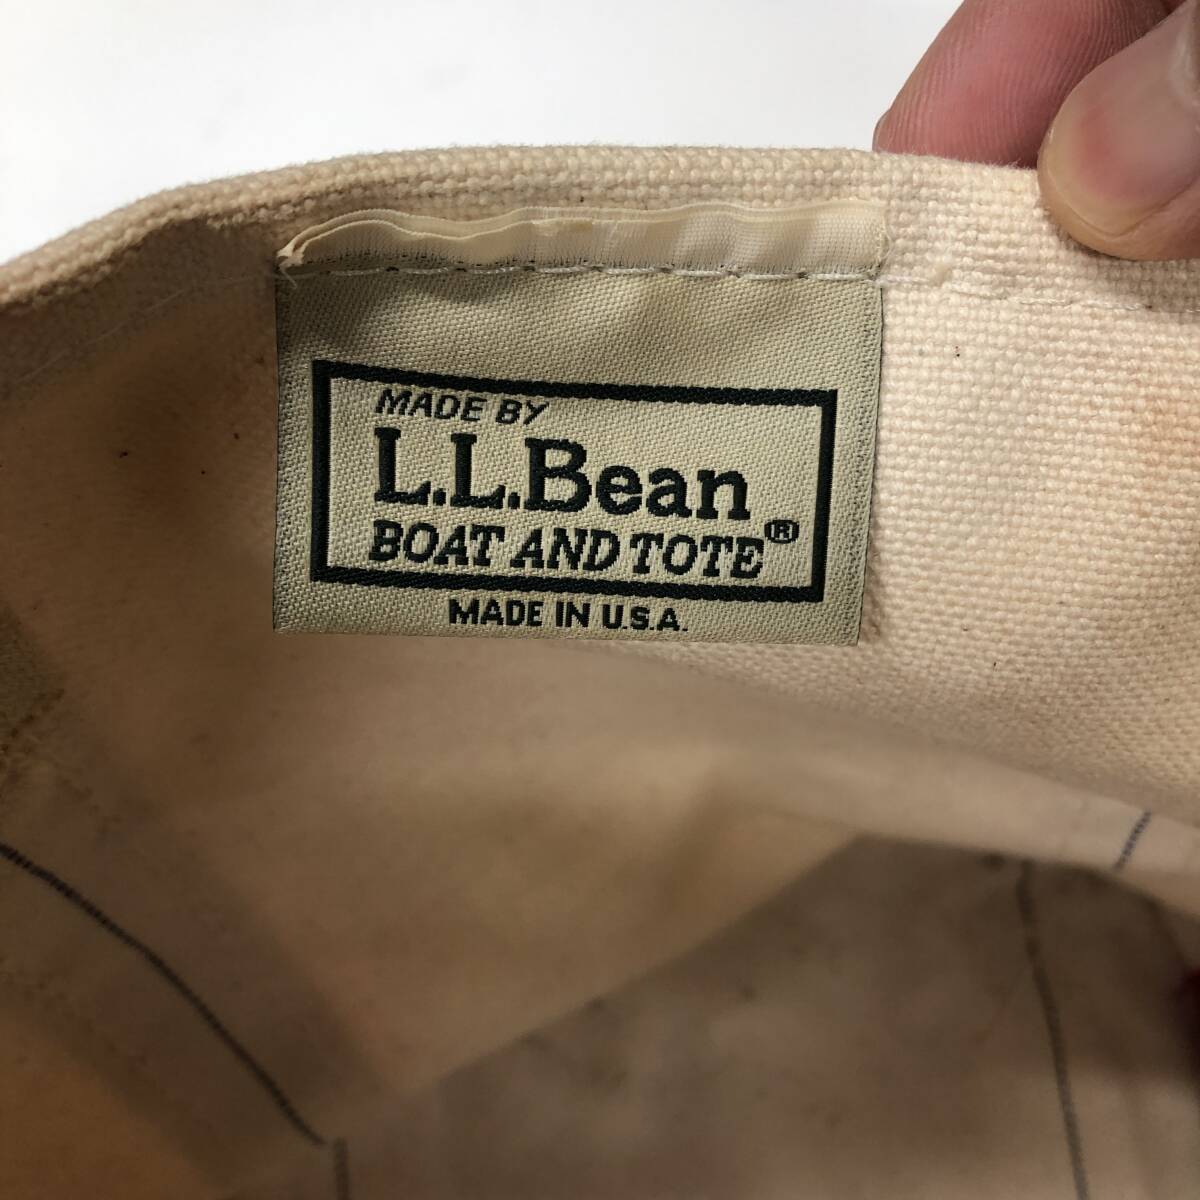 MADE BY
L.L.Bean
BOAT AND TOTE®
MADE IN U.S.A.